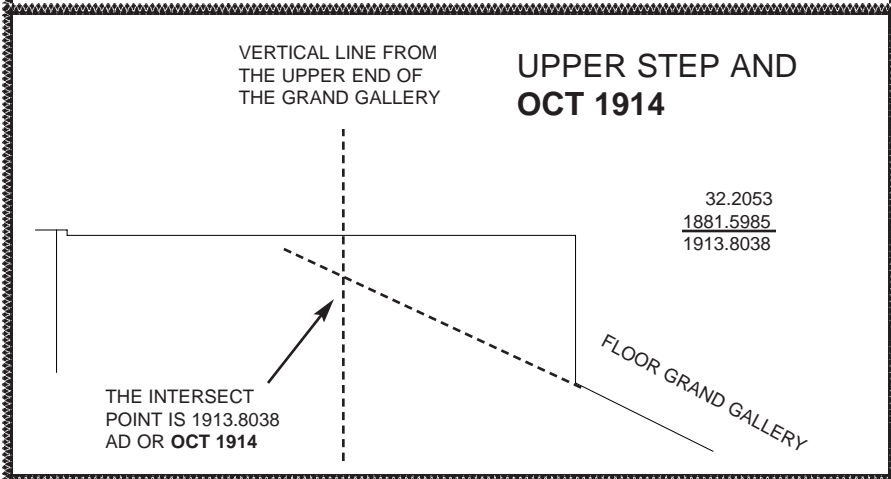 VERTICAL LINE FROM
THE UPPER END OF
THE GRAND GALLERY
UPPER STEP AND
OCT 1914
32.2053
1881.5985
1913.8038
FLOOR GRAND GALLERY
THE INTERSECT
POINT IS 1913.8038
AD OR OCT 1914